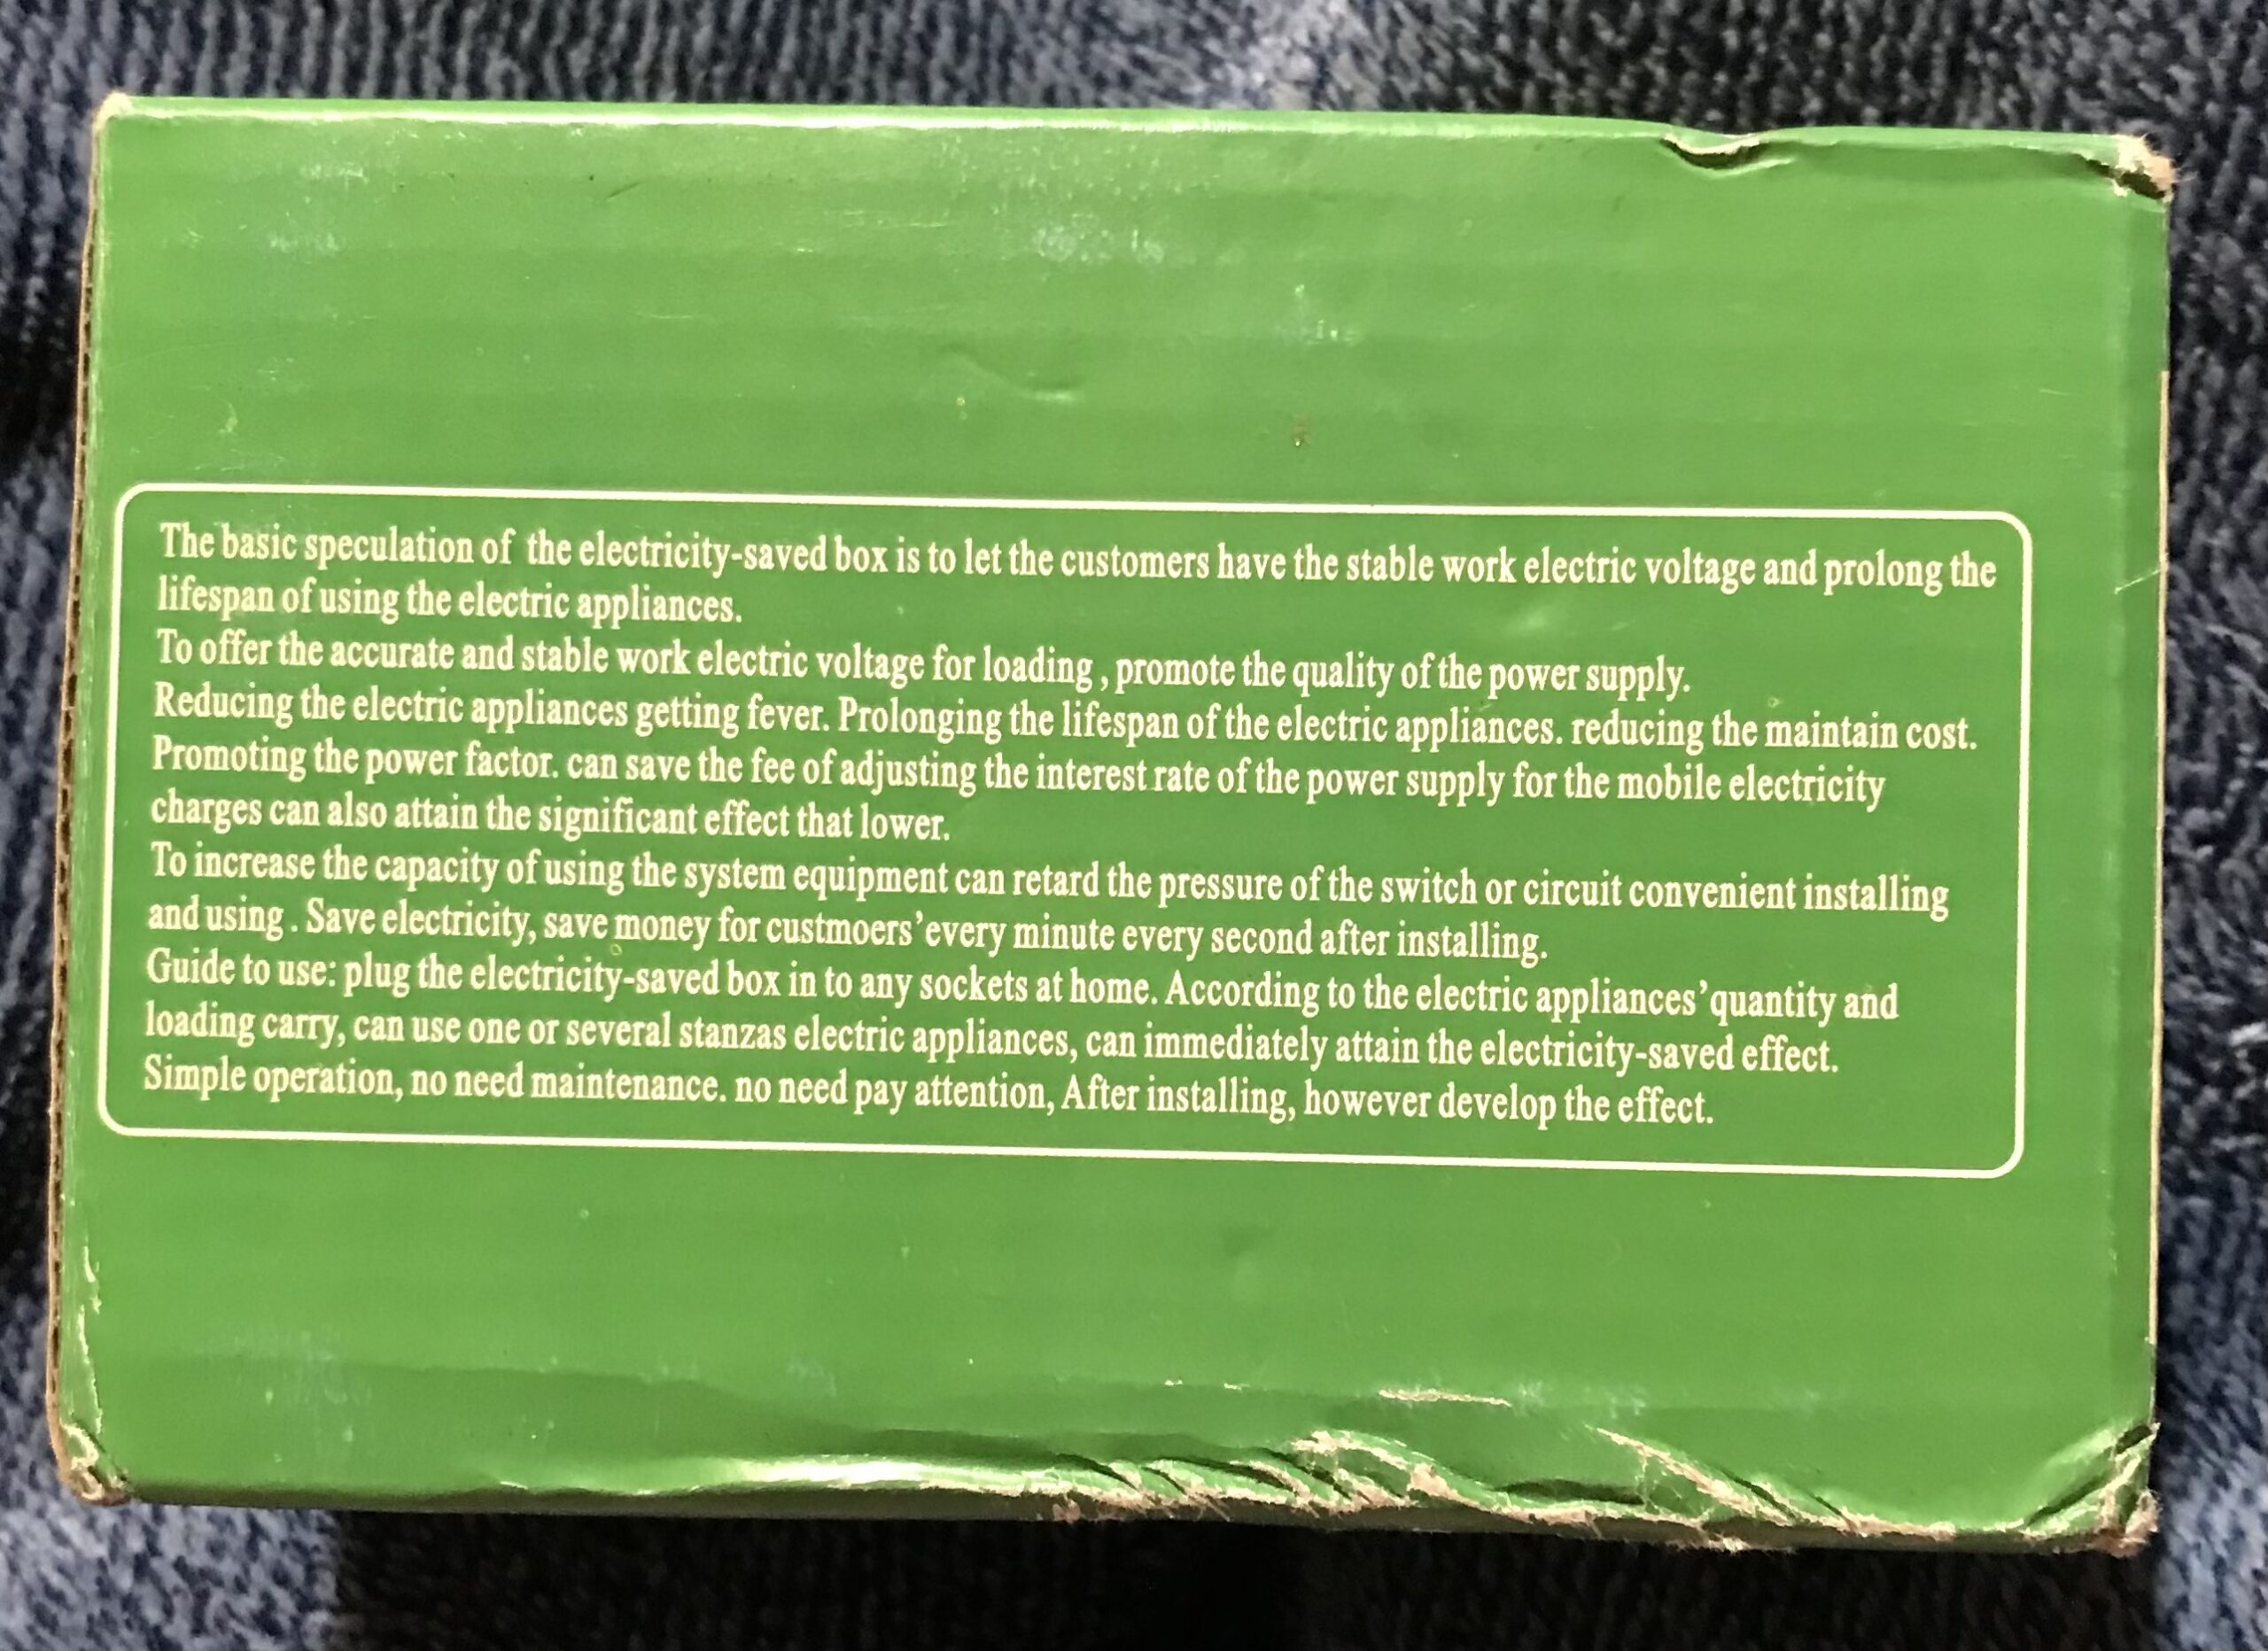 The basic speculation of the electricity-saved box is to let the customers have the stable work electric voltage and prolong the
lifespan of using the electric appliances.
To offer the accurate and stable work electric voltage for loading , promote the quality of the power supply.
Reducing the electric appliances getting fever. Prolonging the lifespan of the electric appliances. reducing the maintain cost.
Promoting the power factor. can save the fee of adjusting the interest rate of the power supply for the mobile electricity
charges can also attain the significant effect that lower.
To increase the capacity of using the system equipment can retard the pressure of the switch or circuit convenient installing
and using . Save electricity, save money for custmoers’every minute every second after installing.
Guide to use: plug the electricity-saved box in to any sockets at home. According to the electric appliances’quantity and
loading carry, can use one or several stanzas electric appliances, can immediately attain the electricity-saved effect.
Simple operation, no need maintenance. no need pay attention, After installing, however develop the effect.